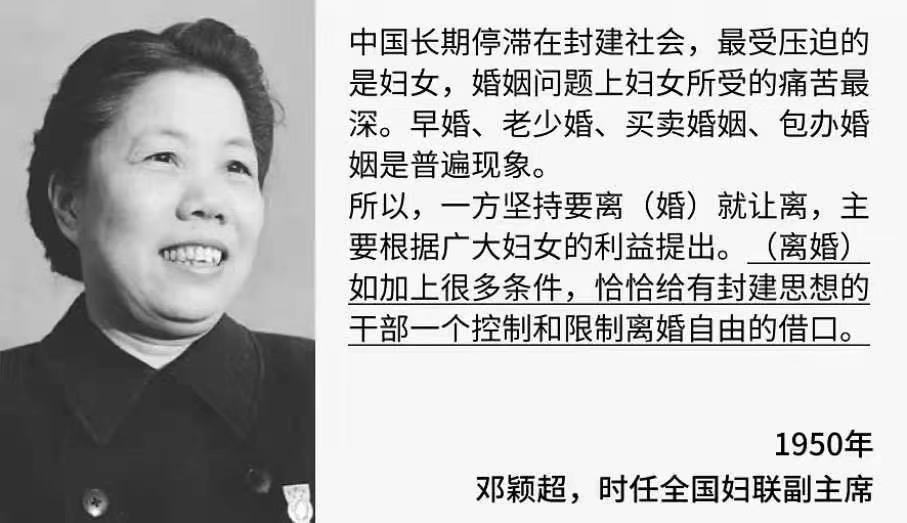 中国长期停滞在封建社会，最受压迫的
是妇女，婚姻问题上妇女所受的痛苦最
深。早婚、老少婚、买卖婚姻、包办婚
姻是普遍现象。
所以，一方坚持要离（婚）就让离，主
要根据广大妇女的利益提出。（离婚）
如加上很多条件，恰恰给有封建思想的
干部一个控制和限制离婚自由的借口。
1950年
邓颖超，时任全国妇联副主席